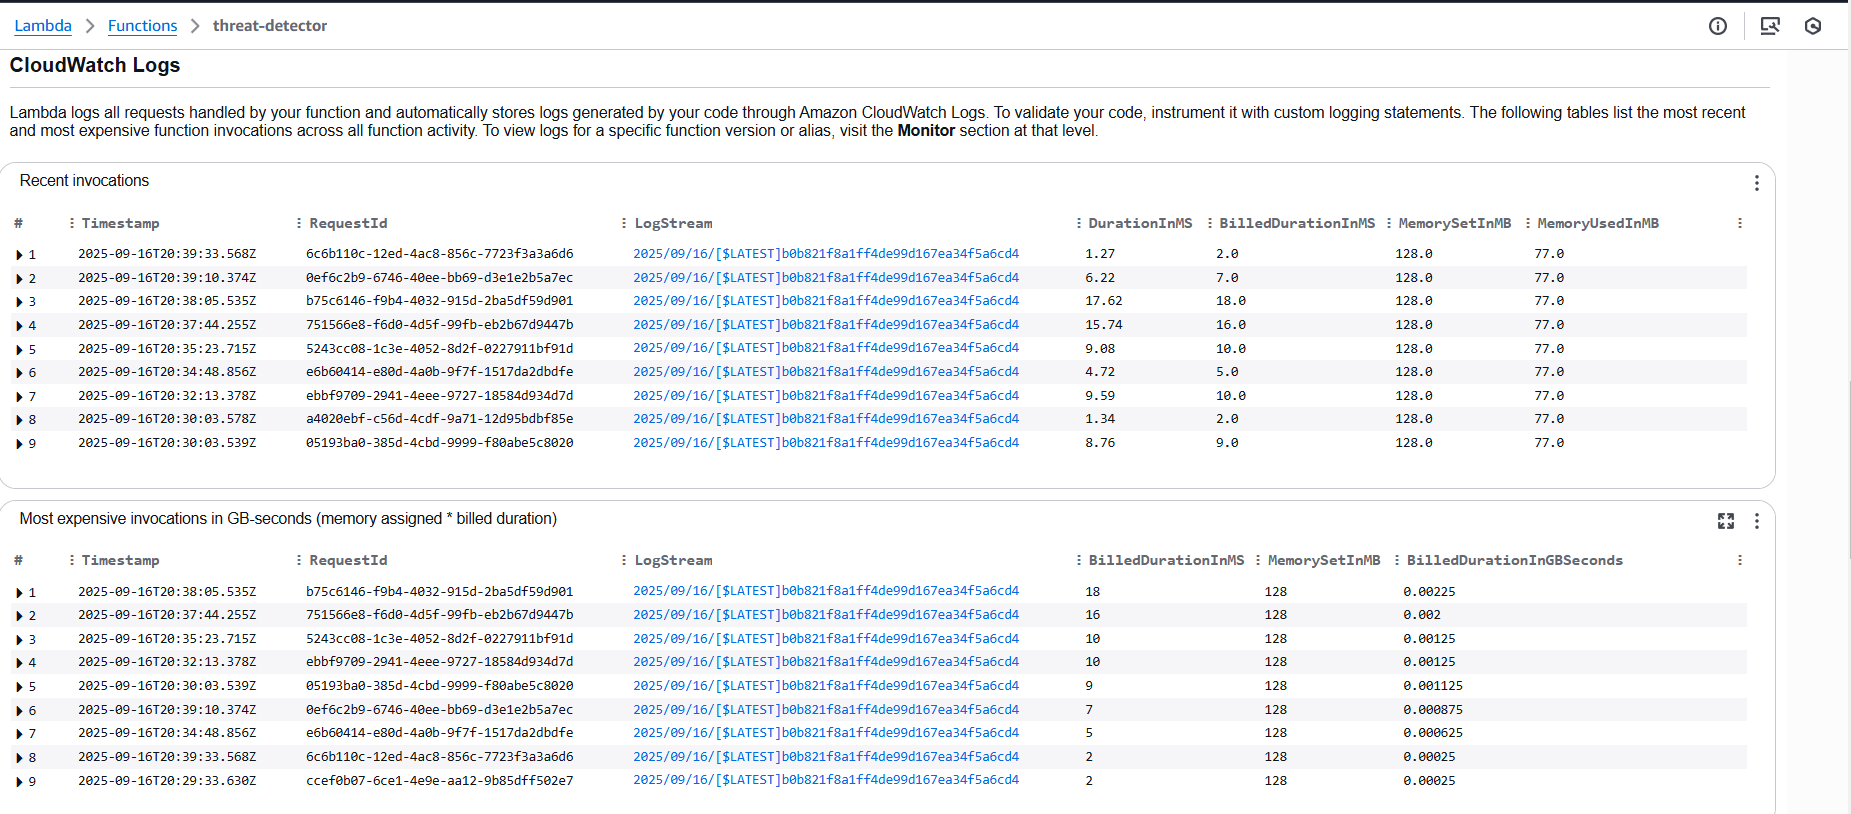 Lambda > Functions > threat-detector
CloudWatch Logs
Lambda logs all requests handled by your function and automatically stores logs generated by your code through Amazon CloudWatch Logs. To validate your code, instrument it with custom logging statements. The following tables list the most recent
and most expensive function invocations across all function activity. To view logs for a specific function version or alias, visit the Monitor section at that level.
Recent invocations
# Timestamp RequestId LogStream DurationInMS BilledDurationInMS MemorySetInMB MemoryUsedInMB
1 2025-09-16T20:39:33.568Z 6c6b110c-12ed-4ac8-856c-7723f3a3a6d6 2025/09/16/[$LATEST]b0b821f8a1ff4de99d167ea34f5a6cd4 1.27 2.0 128.0 77.0
2 2025-09-16T20:39:10.374Z 0ef6c2b9-6746-40ee-bb69-d3e1e2b5a7ec 2025/09/16/[$LATEST]b0b821f8a1ff4de99d167ea34f5a6cd4 6.22 7.0 128.0 77.0
3 2025-09-16T20:38:05.535Z b75c6146-f9b4-4032-915d-2ba5df59d901 2025/09/16/[$LATEST]b0b821f8a1ff4de99d167ea34f5a6cd4 17.62 18.0 128.0 77.0
4 2025-09-16T20:37:44.255Z 751566e8-f6d0-4d5f-99fb-eb2b67d9447b 2025/09/16/[$LATEST]b0b821f8a1ff4de99d167ea34f5a6cd4 15.74 16.0 128.0 77.0
5 2025-09-16T20:35:23.715Z 5243cc08-1c3e-4052-8d2f-0227911bf91d 2025/09/16/[$LATEST]b0b821f8a1ff4de99d167ea34f5a6cd4 9.08 10.0 128.0 77.0
6 2025-09-16T20:34:48.856Z e6b60414-e80d-4a0b-9f7f-1517da2dbdfe 2025/09/16/[$LATEST]b0b821f8a1ff4de99d167ea34f5a6cd4 4.72 5.0 128.0 77.0
7 2025-09-16T20:32:13.378Z ebbf9709-2941-4eee-9727-18584d934d7d 2025/09/16/[$LATEST]b0b821f8a1ff4de99d167ea34f5a6cd4 9.59 10.0 128.0 77.0
8 2025-09-16T20:30:03.578Z a4020ebf-c56d-4cdf-9a71-12d95bdbf85e 2025/09/16/[$LATEST]b0b821f8a1ff4de99d167ea34f5a6cd4 1.34 2.0 128.0 77.0
9 2025-09-16T20:30:03.539Z 05193ba0-385d-4cbd-9999-f80abe5c8020 2025/09/16/[$LATEST]b0b821f8a1ff4de99d167ea34f5a6cd4 8.76 9.0 128.0 77.0
Most expensive invocations in GB-seconds (memory assigned * billed duration)
# Timestamp RequestId LogStream BilledDurationInMS MemorySetInMB BilledDurationInGBSeconds
1 2025-09-16T20:38:05.535Z b75c6146-f9b4-4032-915d-2ba5df59d901 2025/09/16/[$LATEST]b0b821f8a1ff4de99d167ea34f5a6cd4 18 128 0.00225
2 2025-09-16T20:37:44.255Z 751566e8-f6d0-4d5f-99fb-eb2b67d9447b 2025/09/16/[$LATEST]b0b821f8a1ff4de99d167ea34f5a6cd4 16 128 0.002
3 2025-09-16T20:35:23.715Z 5243cc08-1c3e-4052-8d2f-0227911bf91d 2025/09/16/[$LATEST]b0b821f8a1ff4de99d167ea34f5a6cd4 10 128 0.00125
4 2025-09-16T20:32:13.378Z ebbf9709-2941-4eee-9727-18584d934d7d 2025/09/16/[$LATEST]b0b821f8a1ff4de99d167ea34f5a6cd4 10 128 0.00125
5 2025-09-16T20:30:03.539Z 05193ba0-385d-4cbd-9999-f80abe5c8020 2025/09/16/[$LATEST]b0b821f8a1ff4de99d167ea34f5a6cd4 9 128 0.001125
6 2025-09-16T20:39:10.374Z 0ef6c2b9-6746-40ee-bb69-d3e1e2b5a7ec 2025/09/16/[$LATEST]b0b821f8a1ff4de99d167ea34f5a6cd4 7 128 0.000875
7 2025-09-16T20:34:48.856Z e6b60414-e80d-4a0b-9f7f-1517da2dbdfe 2025/09/16/[$LATEST]b0b821f8a1ff4de99d167ea34f5a6cd4 5 128 0.000625
8 2025-09-16T20:39:33.568Z 6c6b110c-12ed-4ac8-856c-7723f3a3a6d6 2025/09/16/[$LATEST]b0b821f8a1ff4de99d167ea34f5a6cd4 2 128 0.00025
9 2025-09-16T20:29:33.630Z ccef0b07-6ce1-4e9e-aa12-9b85dff502e7 2025/09/16/[$LATEST]b0b821f8a1ff4de99d167ea34f5a6cd4 2 128 0.00025